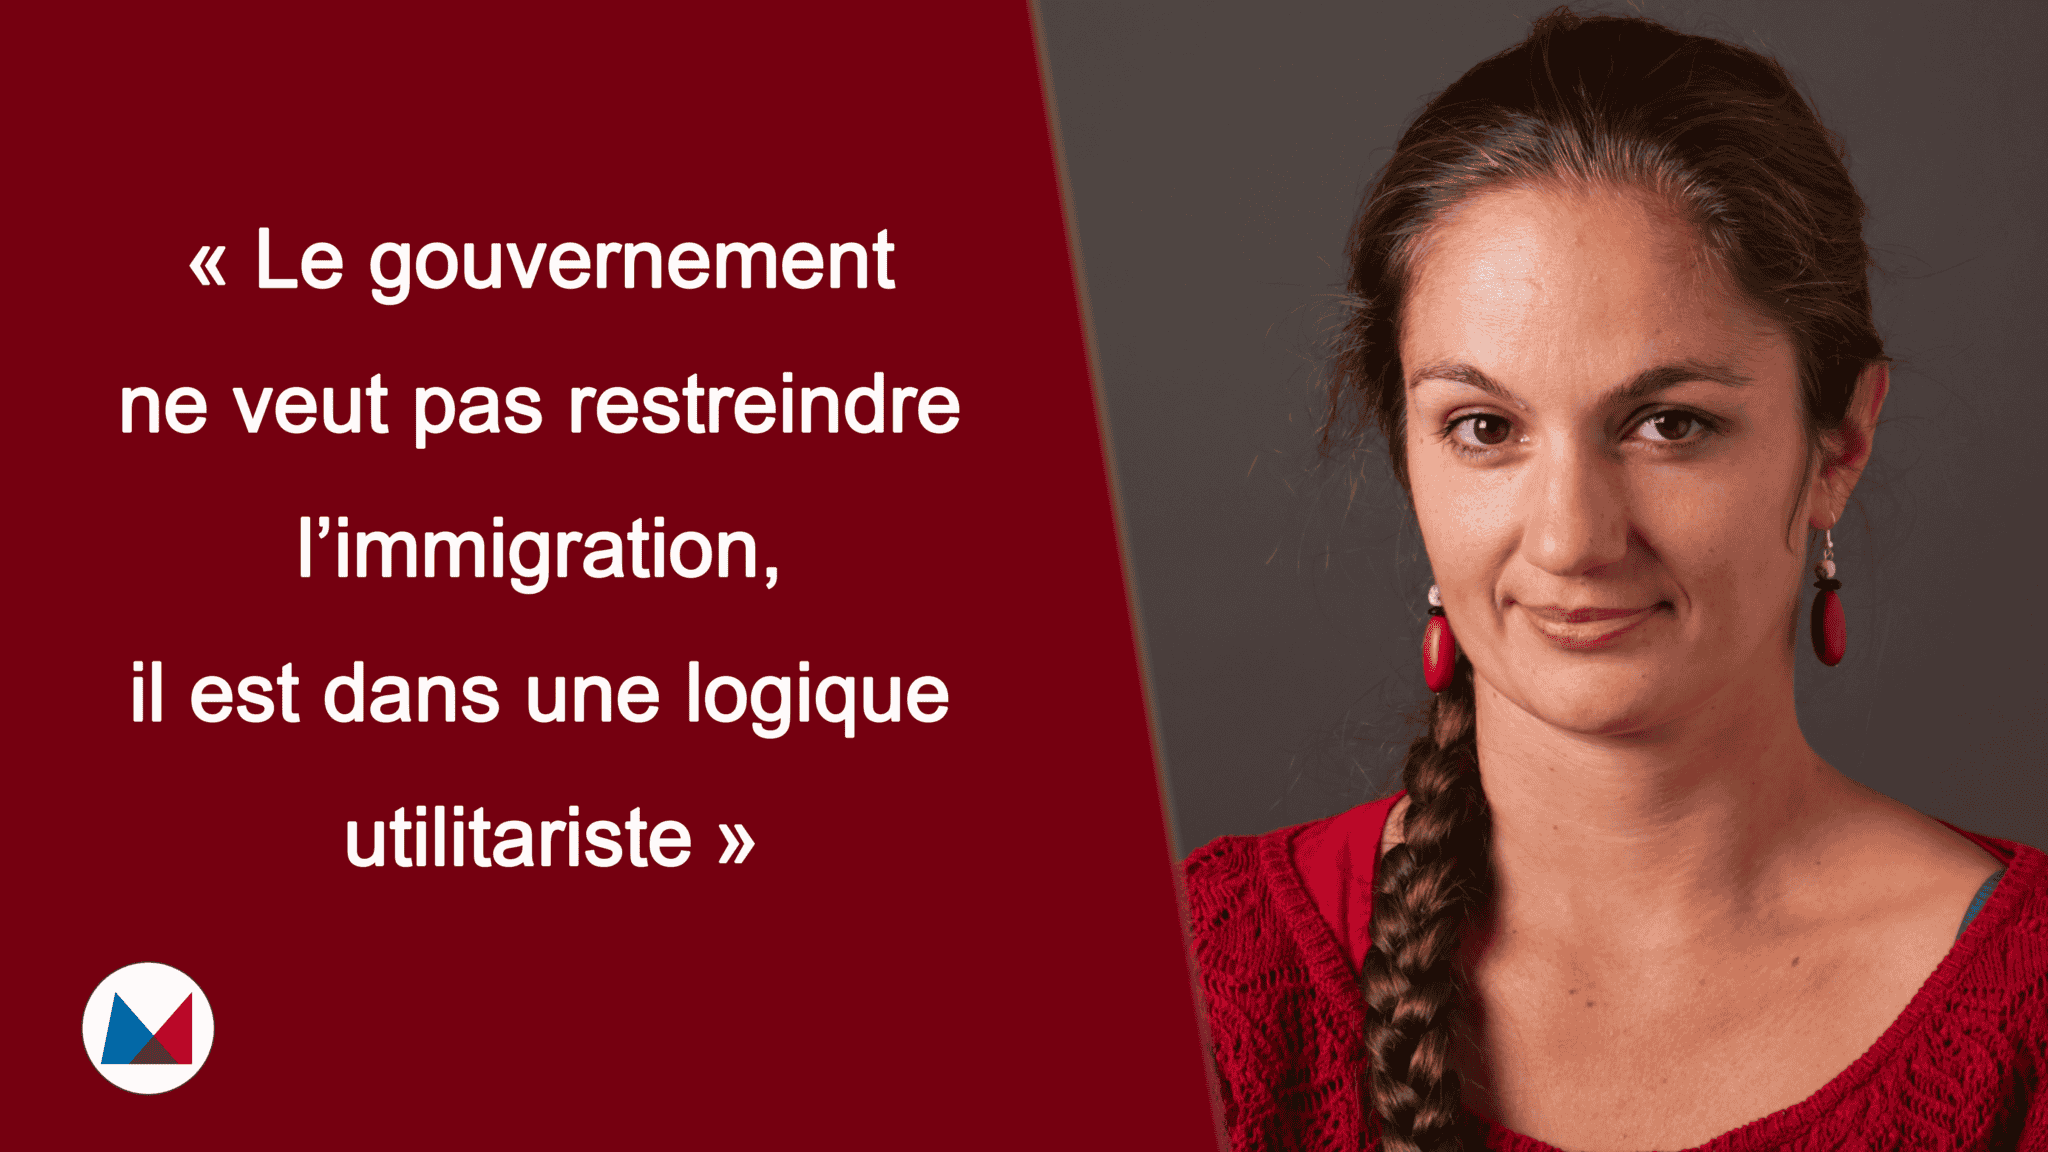 « Le gouvernement
ne veut pas restreindre
l’immigration,
il est dans une logique
utilitariste »